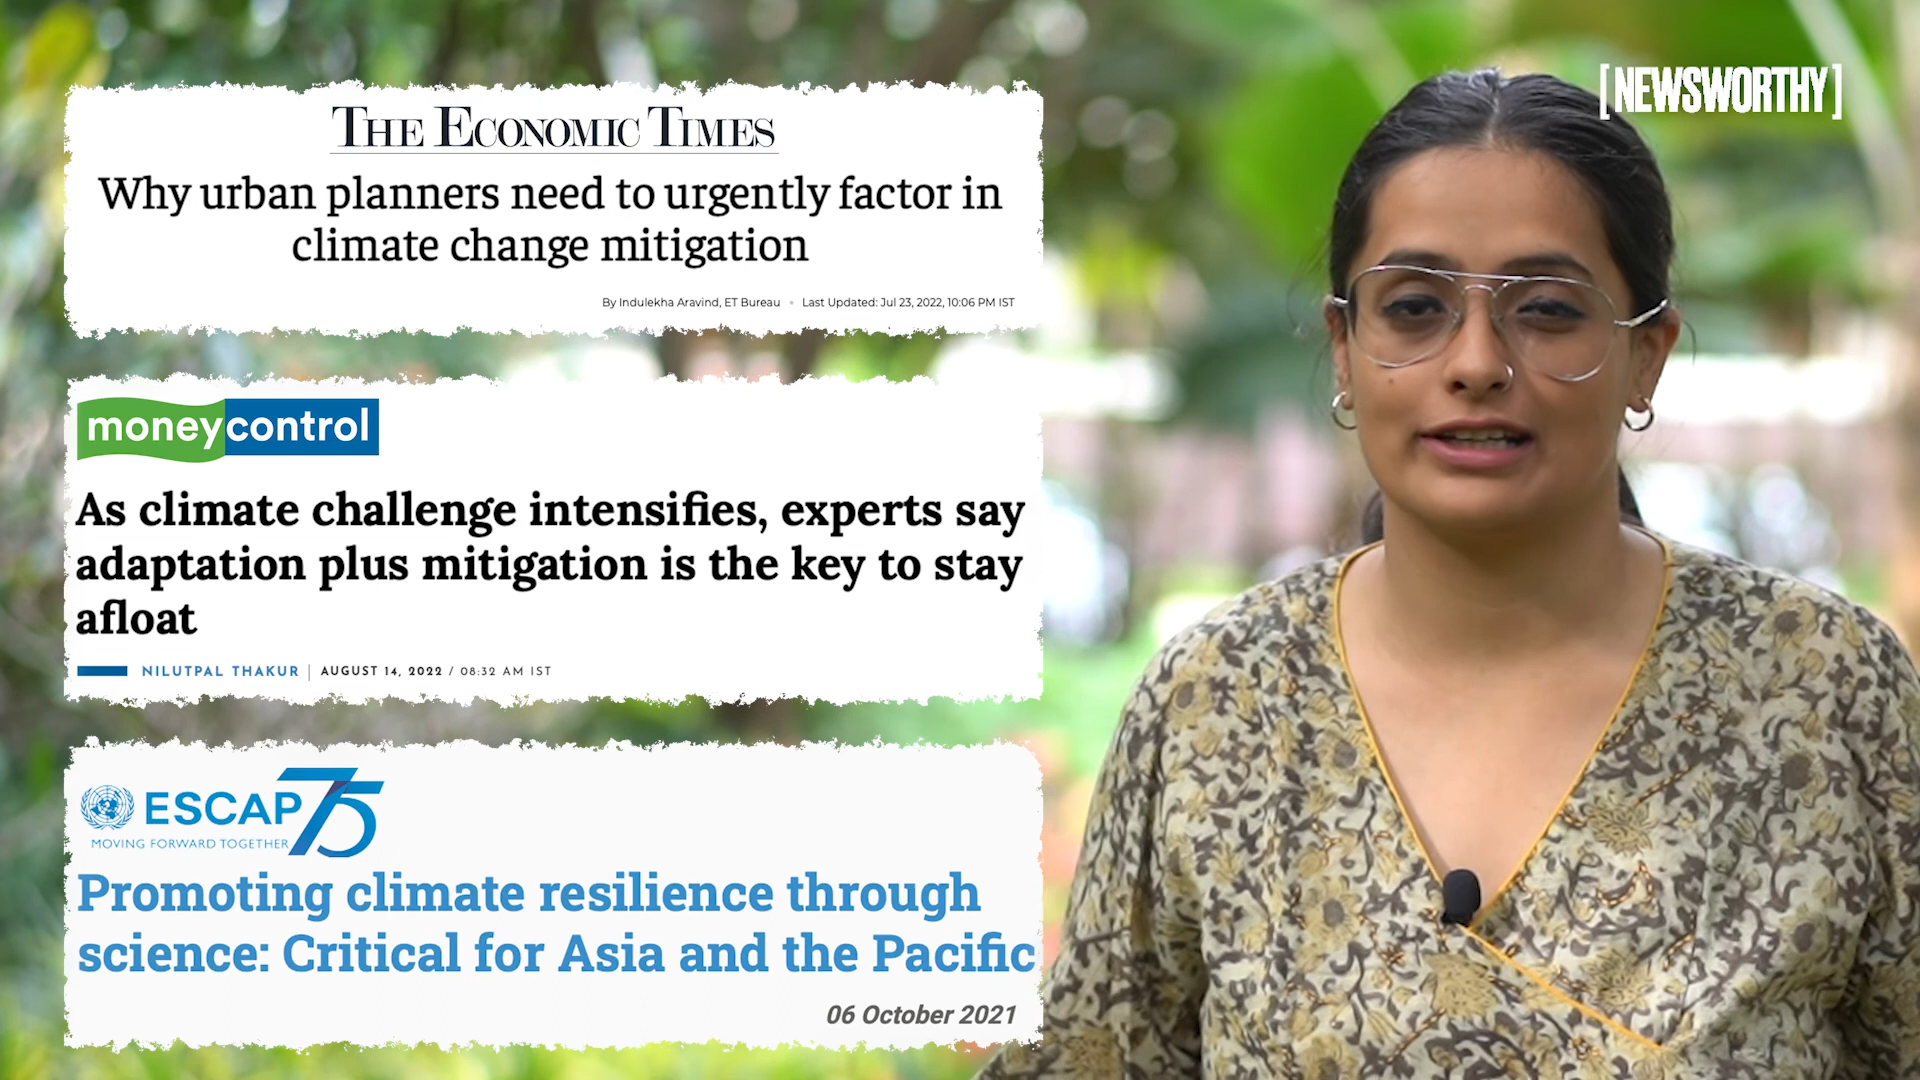 [NEWSWORTHY]
THE ECONOMIC TIMES
Why urban planners need to urgently factor in
climate change mitigation
By Indulekha Aravind, ET Bureau • Last Updated: Jul 23, 2022, 10:06 PM IST
moneycontrol
As climate challenge intensifies, experts say
adaptation plus mitigation is the key to stay
afloat
NILUTPAL THAKUR | AUGUST 14, 2022 / 08:32 AM IST
ESCAP 75
MOVING FORWARD TOGETHER
Promoting climate resilience through
science: Critical for Asia and the Pacific
06 October 2021